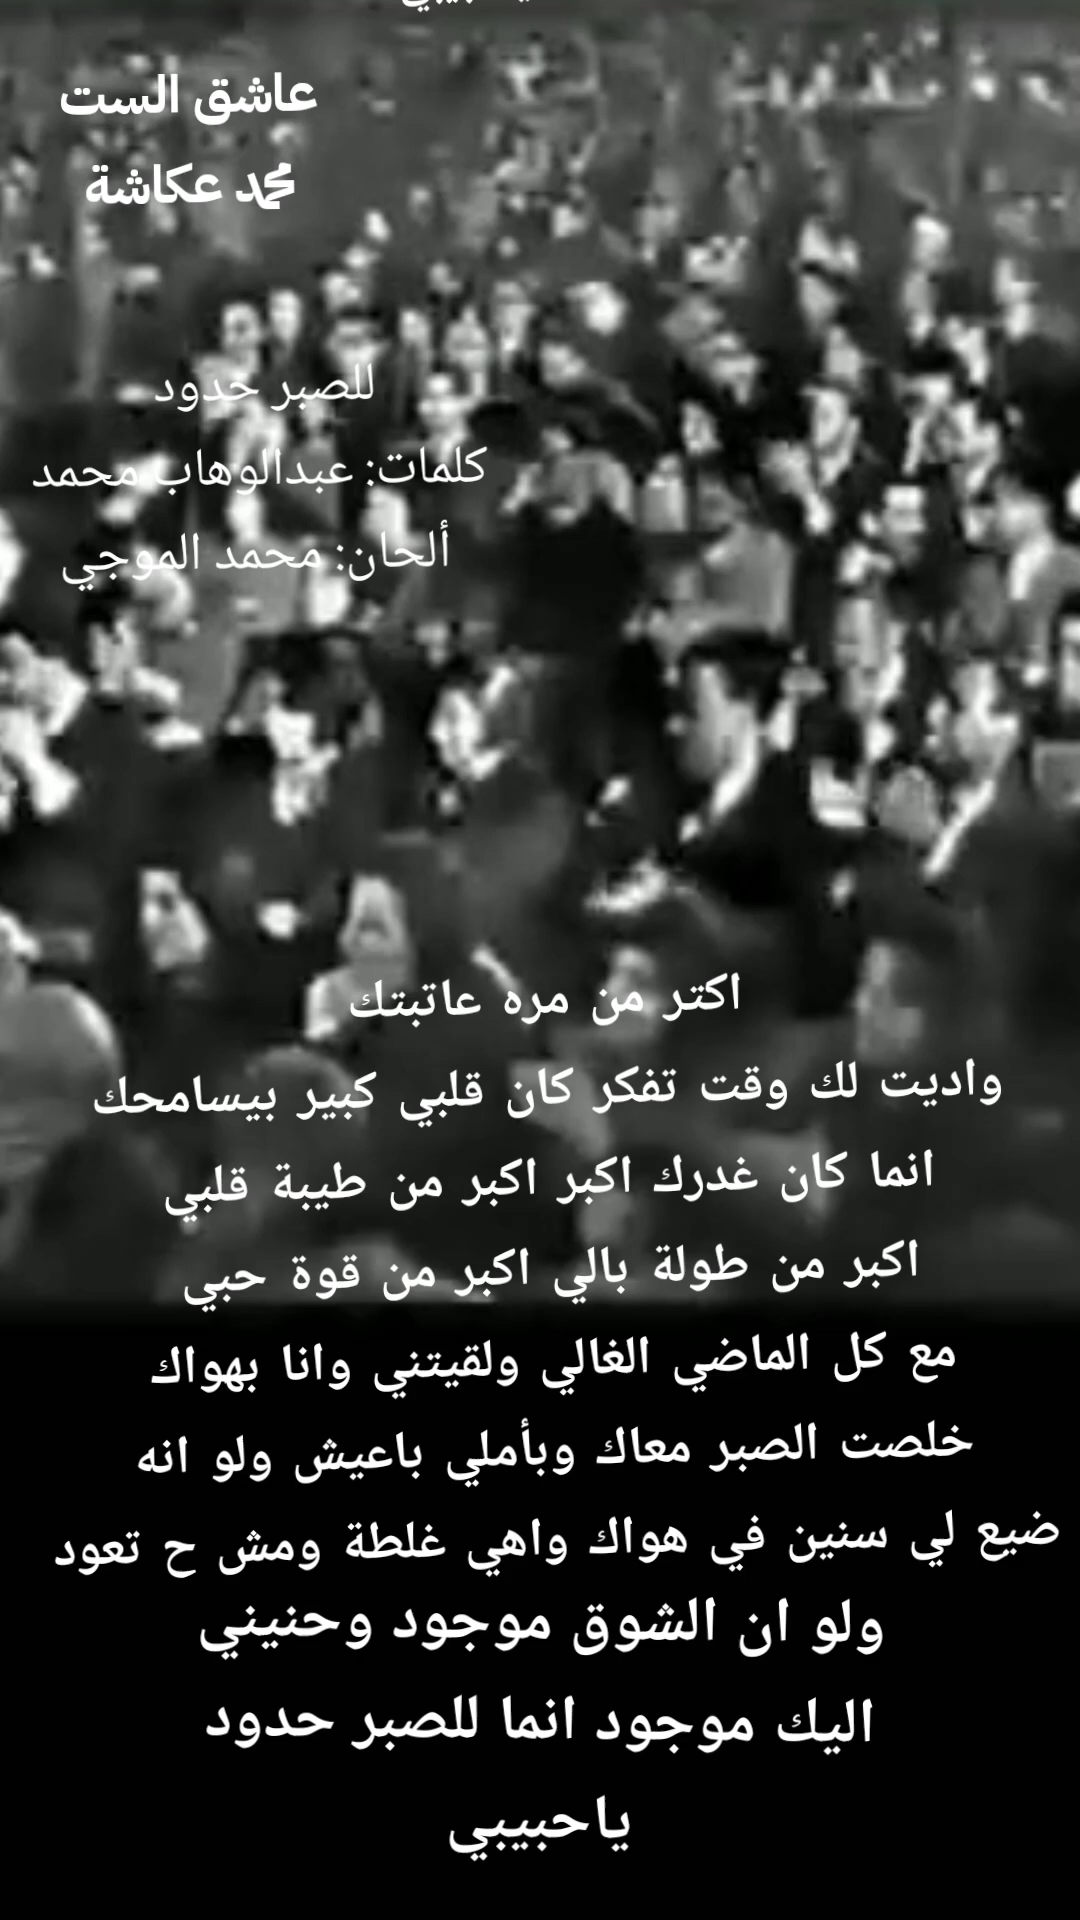 عاشق الست
محمد عكاشة
للصبر حدود
كلمات: عبدالوهاب محمد
ألحان: محمد الموجي
اكتر من مره عاتبتك
واديت لك وقت تفكر كان قلبي كبير بيسامحك
انما كان غدرك اكبر اكبر من طيبة قلبي
اكبر من طولة بالي اكبر من قوة حبي
مع كل الماضي الغالي ولقيتني وانا بهواك
خلصت الصبر معاك وبأملي باعيش ولو انه
ضيع لي سنين في هواك واهي غلطة ومش ح تعود
ولو ان الشوق موجود وحنيني
اليك موجود انما للصبر حدود
ياحبيبي